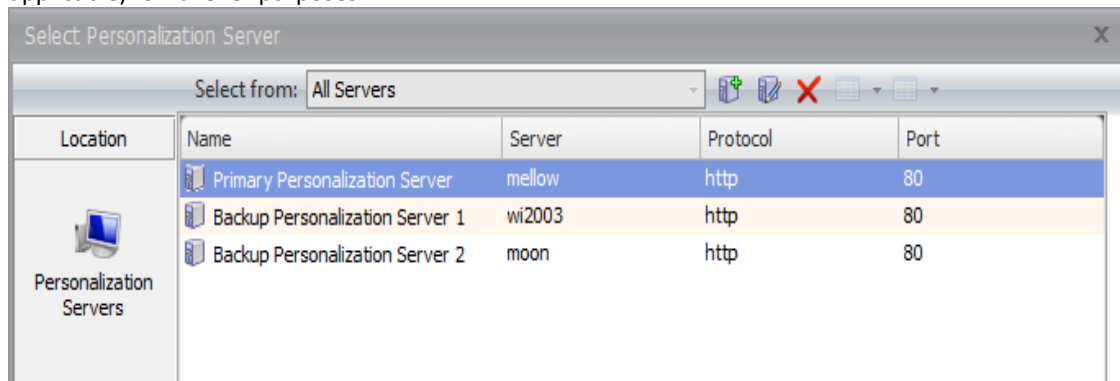 Select Personalization Server X
Select from: All Servers
Location Name Server Protocol Port
Primary Personalization Server mellow http 80
Backup Personalization Server 1 wi2003 http 80
Backup Personalization Server 2 moon http 80
Personalization
Servers